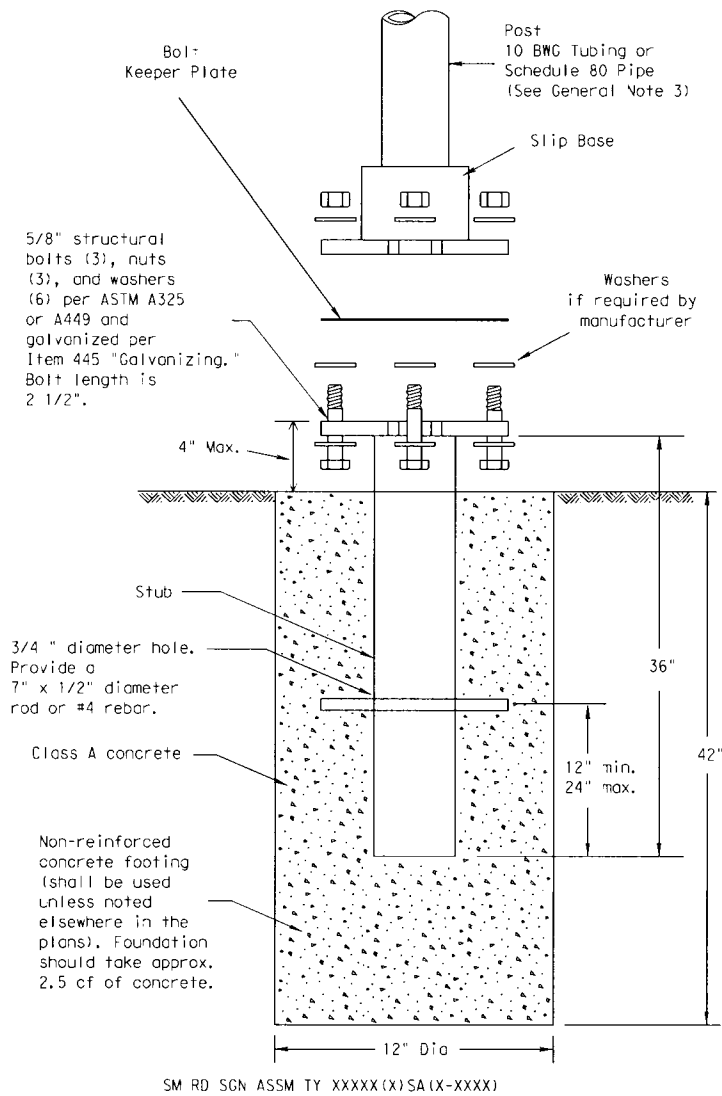 Bolt
Keeper Plate
Post
10 BWG Tubing or
Schedule 80 Pipe
(See General Note 3)
Slip Base
5/8" structural
bolts (3), nuts
(3), and washers
(6) per ASTM A325
or A449 and
galvanized per
Item 445 "Galvanizing."
Bolt length is
2 1/2".
Washers
if required by
manufacturer
4" Max.
Stub
3/4 " diameter hole.
Provide a
7" x 1/2" diameter
rod or #4 rebar.
36"
Class A concrete
12" min.
24" max.
42"
Non-reinforced
concrete footing
(shall be used
unless noted
elsewhere in the
plans). Foundation
should take approx.
2.5 cf of concrete.
12" Dia
SM RD SGN ASSM TY XXXXX(X)SA(X-XXXX)